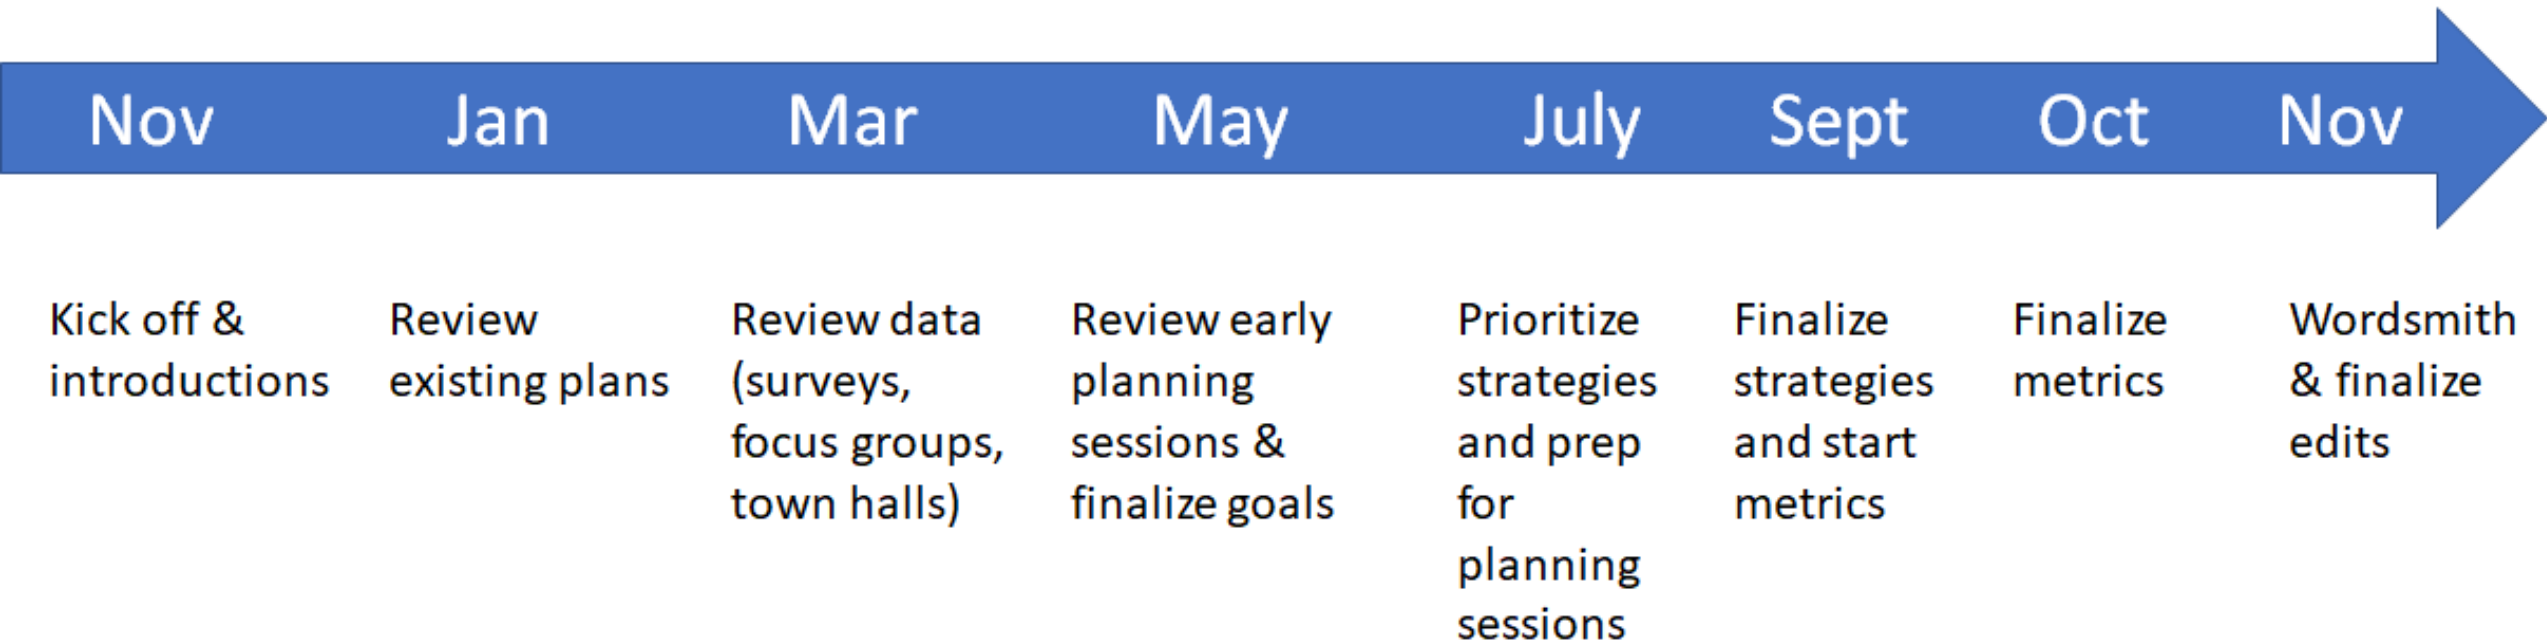 Nov Jan Mar May July Sept Oct Nov
Kick off &
introductions
Review
existing plans
Review data
(surveys,
focus groups,
town halls)
Review early
planning
sessions &
finalize goals
Prioritize
strategies
and prep
for
planning
sessions
Finalize
strategies
and start
metrics
Finalize
metrics
Wordsmith
& finalize
edits